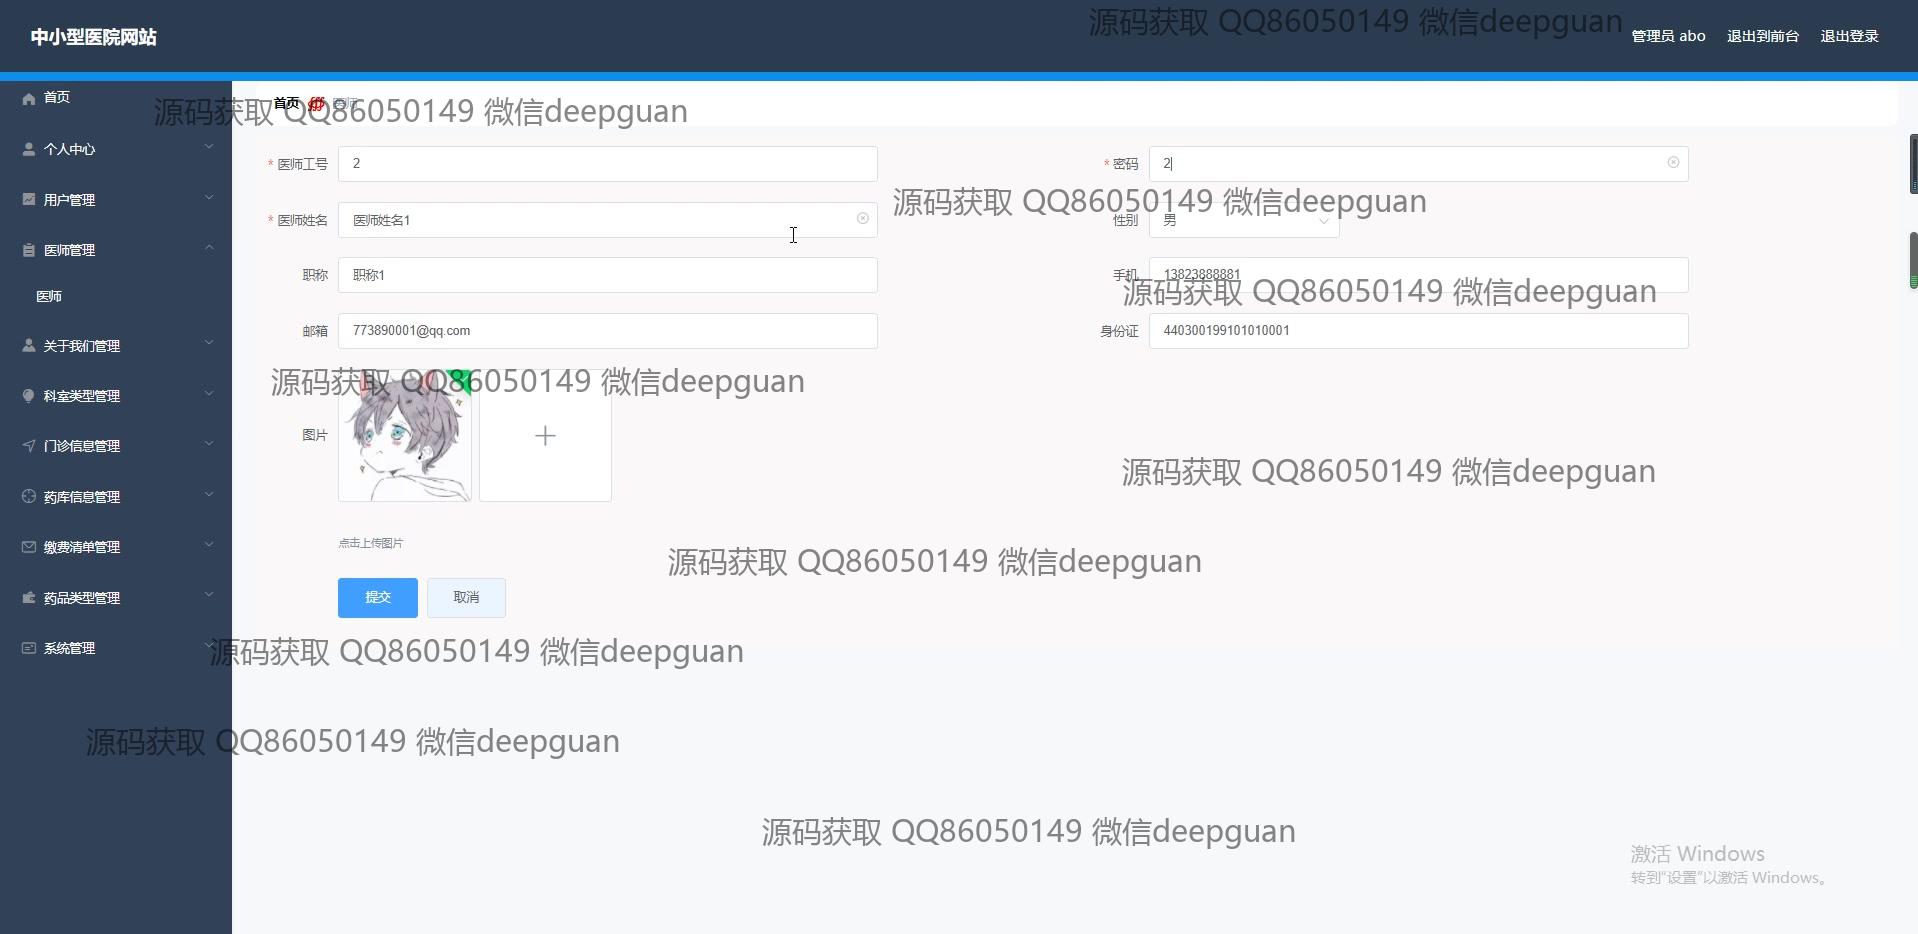 源码获取 QQ86050149 微信deepguan
中小型医院网站
管理员 abo 退出到前台 退出登录
首页
首页 医师
源码获取 QQ86050149 微信deepguan
个人中心
* 医师工号 2
* 密码 2
用户管理
源码获取 QQ86050149 微信deepguan
* 医师姓名 医师姓名1
性别 男
医师管理
职称 职称1
手机 13823888881
源码获取 QQ86050149 微信deepguan
医师
邮箱 773890001@qq.com
身份证 440300199101010001
关于我们管理
源码获取 QQ86050149 微信deepguan
科室类型管理
图片
门诊信息管理
源码获取 QQ86050149 微信deepguan
药库信息管理
点击上传图片
缴费清单管理
源码获取 QQ86050149 微信deepguan
药品类型管理
提交 取消
系统管理
源码获取 QQ86050149 微信deepguan
源码获取 QQ86050149 微信deepguan
源码获取 QQ86050149 微信deepguan
激活 Windows
转到"设置"以激活 Windows。